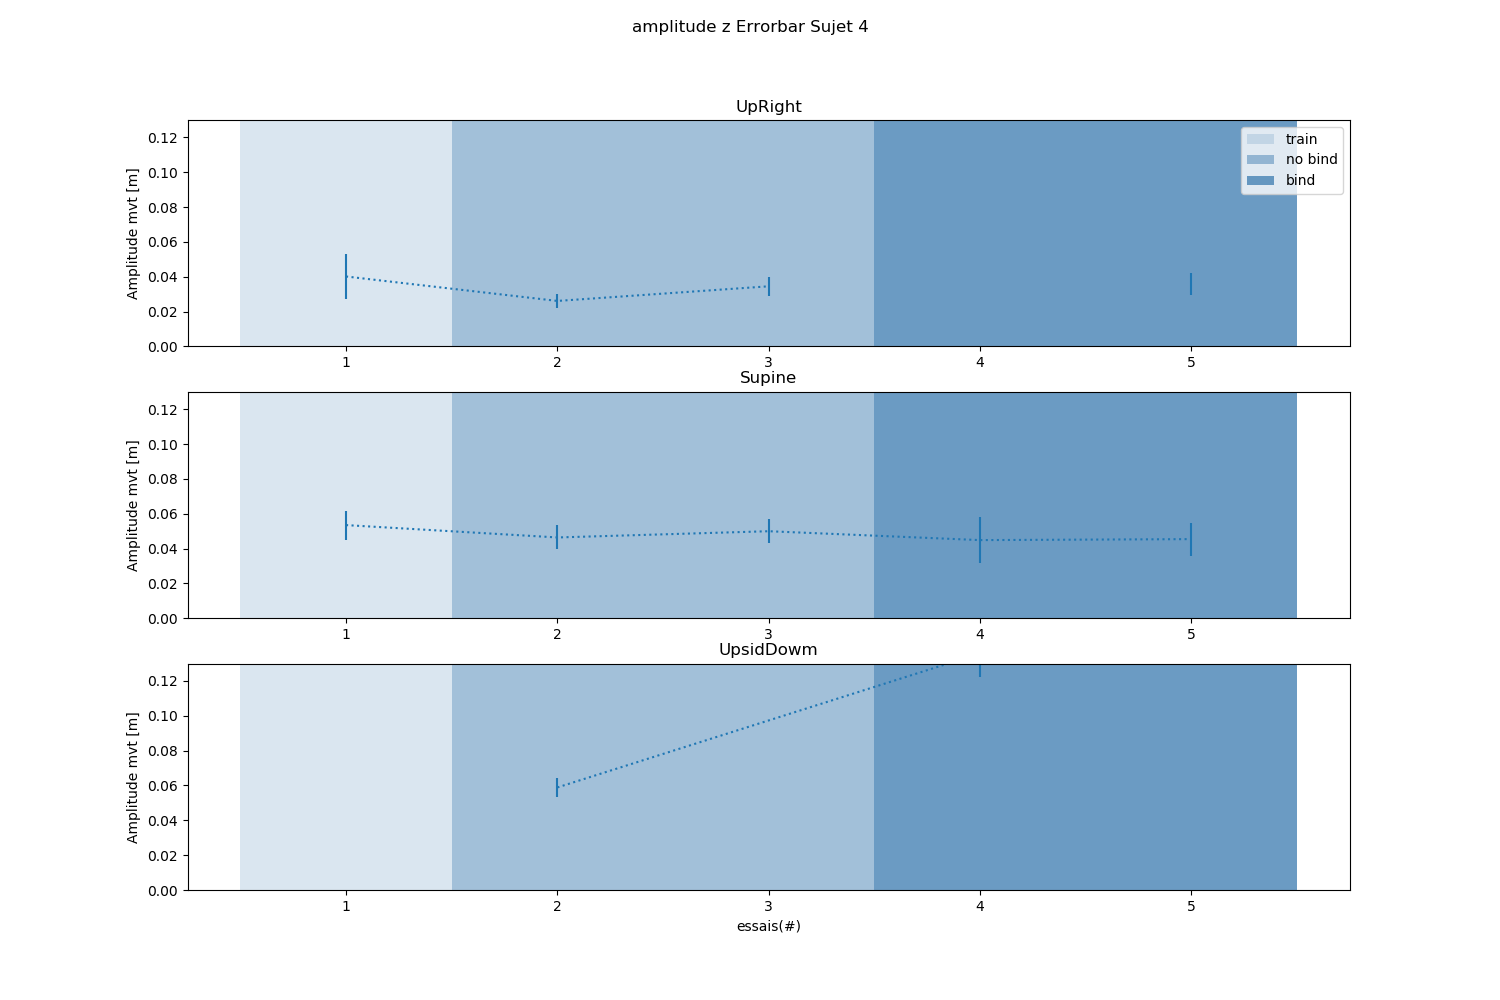 amplitude z Errorbar Sujet 4
UpRight
Amplitude mvt [m]
0.12
0.10
0.08
0.06
0.04
0.02
0.00
train
no bind
bind
1 2 3 4 5
Supine
Amplitude mvt [m]
0.12
0.10
0.08
0.06
0.04
0.02
0.00
1 2 3 4 5
UpsidDowm
Amplitude mvt [m]
0.12
0.10
0.08
0.06
0.04
0.02
0.00
1 2 3 4 5
essais(#)